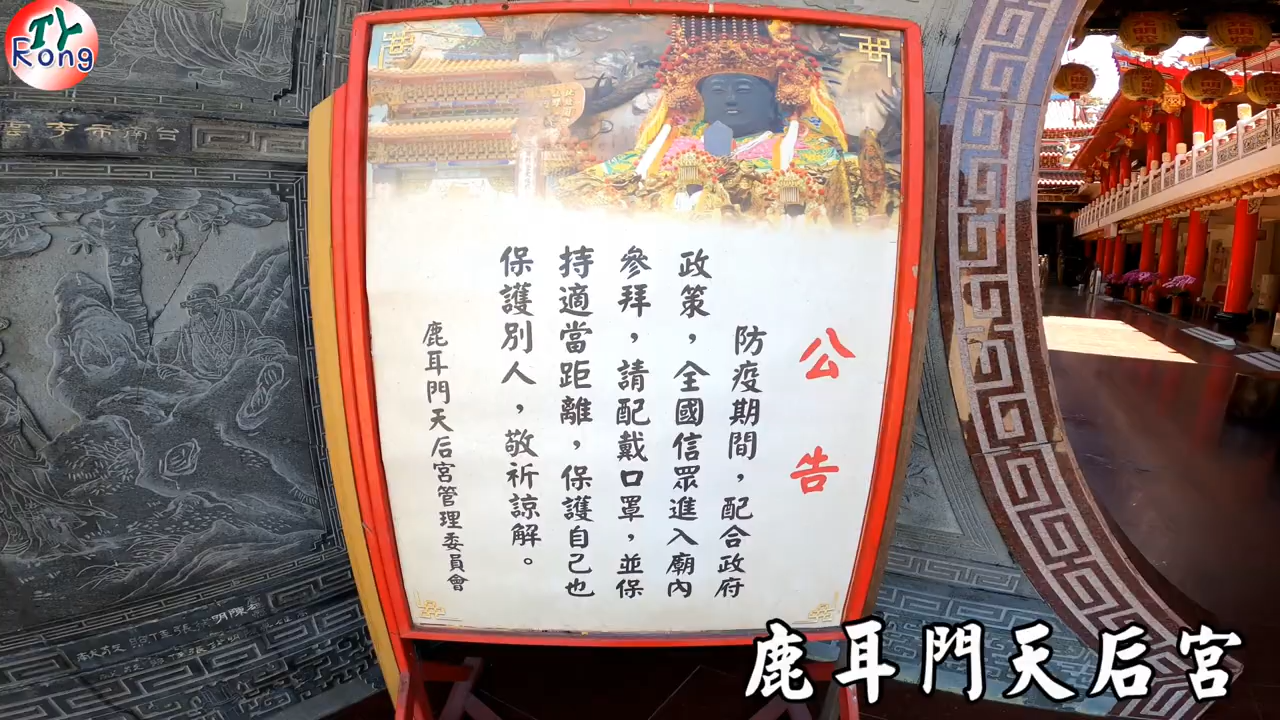 TY
Rong
公告
防疫期間，配合政府
政策，全國信眾進入廟內
參拜，請配戴口罩，並保
持適當距離，保護自己也
保護別人，敬祈諒解。
鹿耳門天后宮管理委員會
鹿耳門天后宮